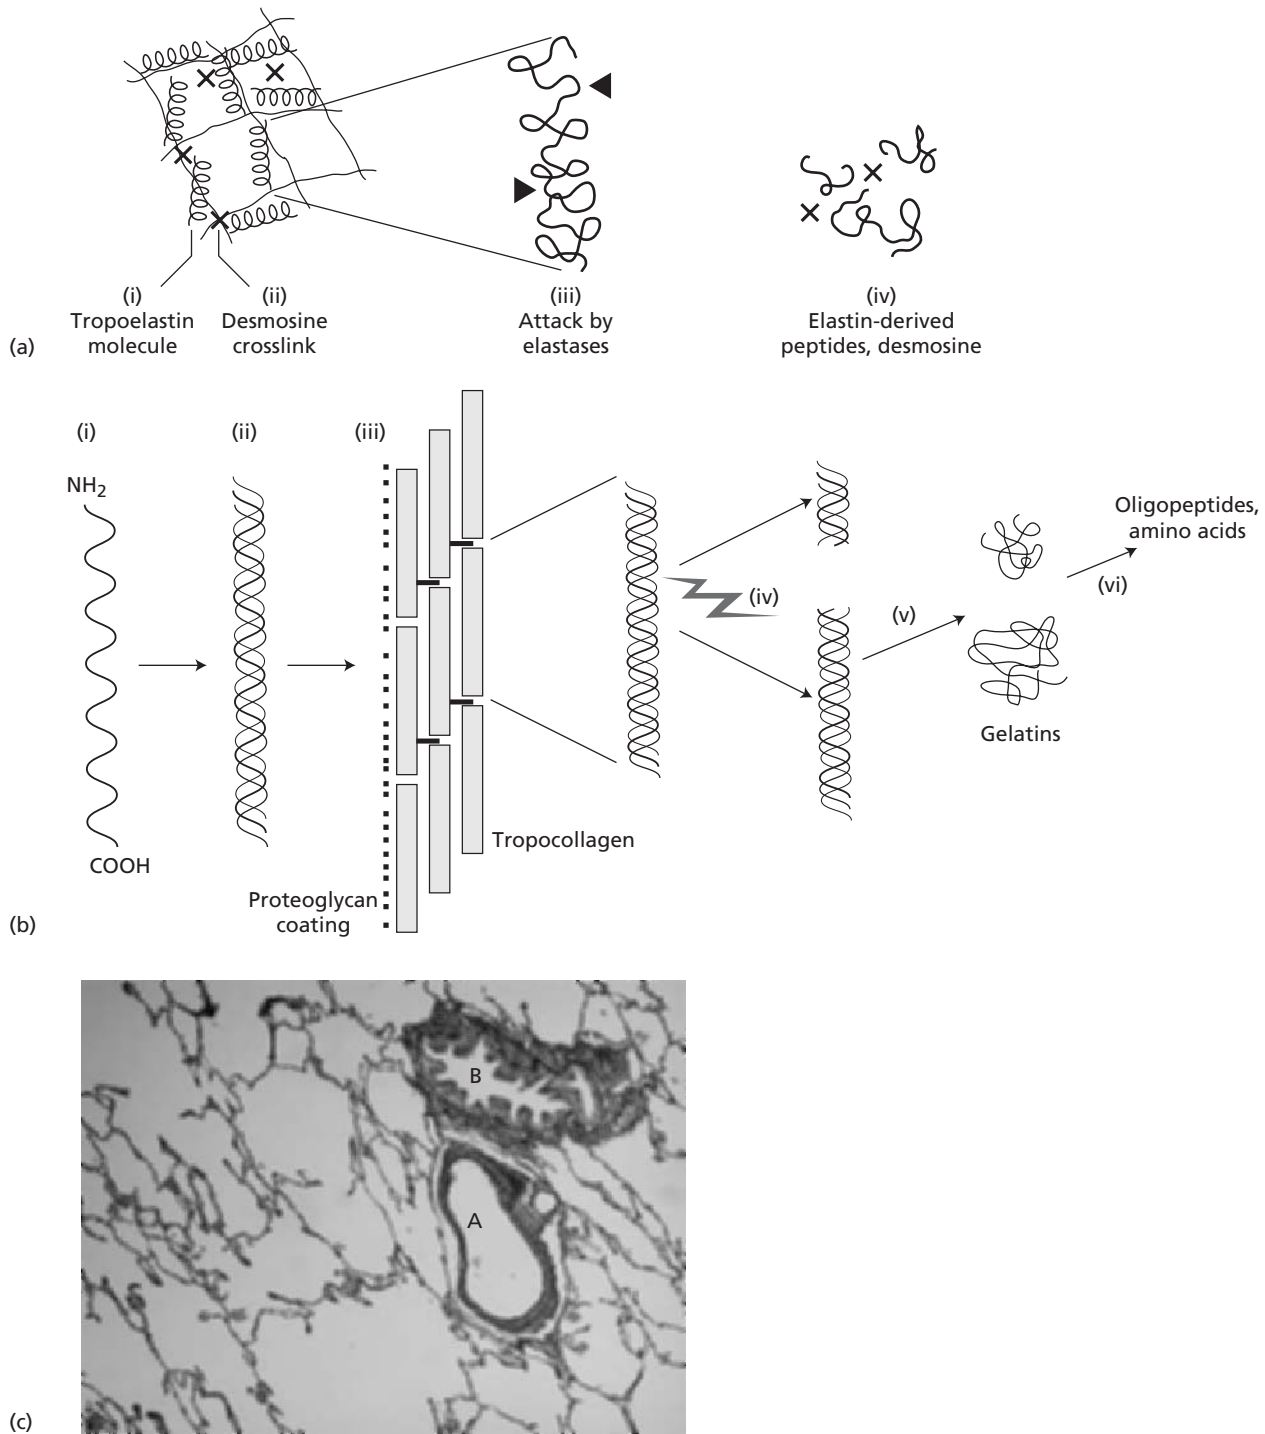 (i)
Tropoelastin
molecule
(ii)
Desmosine
crosslink
(iii)
Attack by
elastases
(iv)
Elastin-derived
peptides, desmosine
(a)
(i)
(ii)
(iii)
NH2
COOH
Proteoglycan
coating
Tropocollagen
(iv)
(v)
Gelatins
(vi)
Oligopeptides,
amino acids
(b)
B
A
(c)